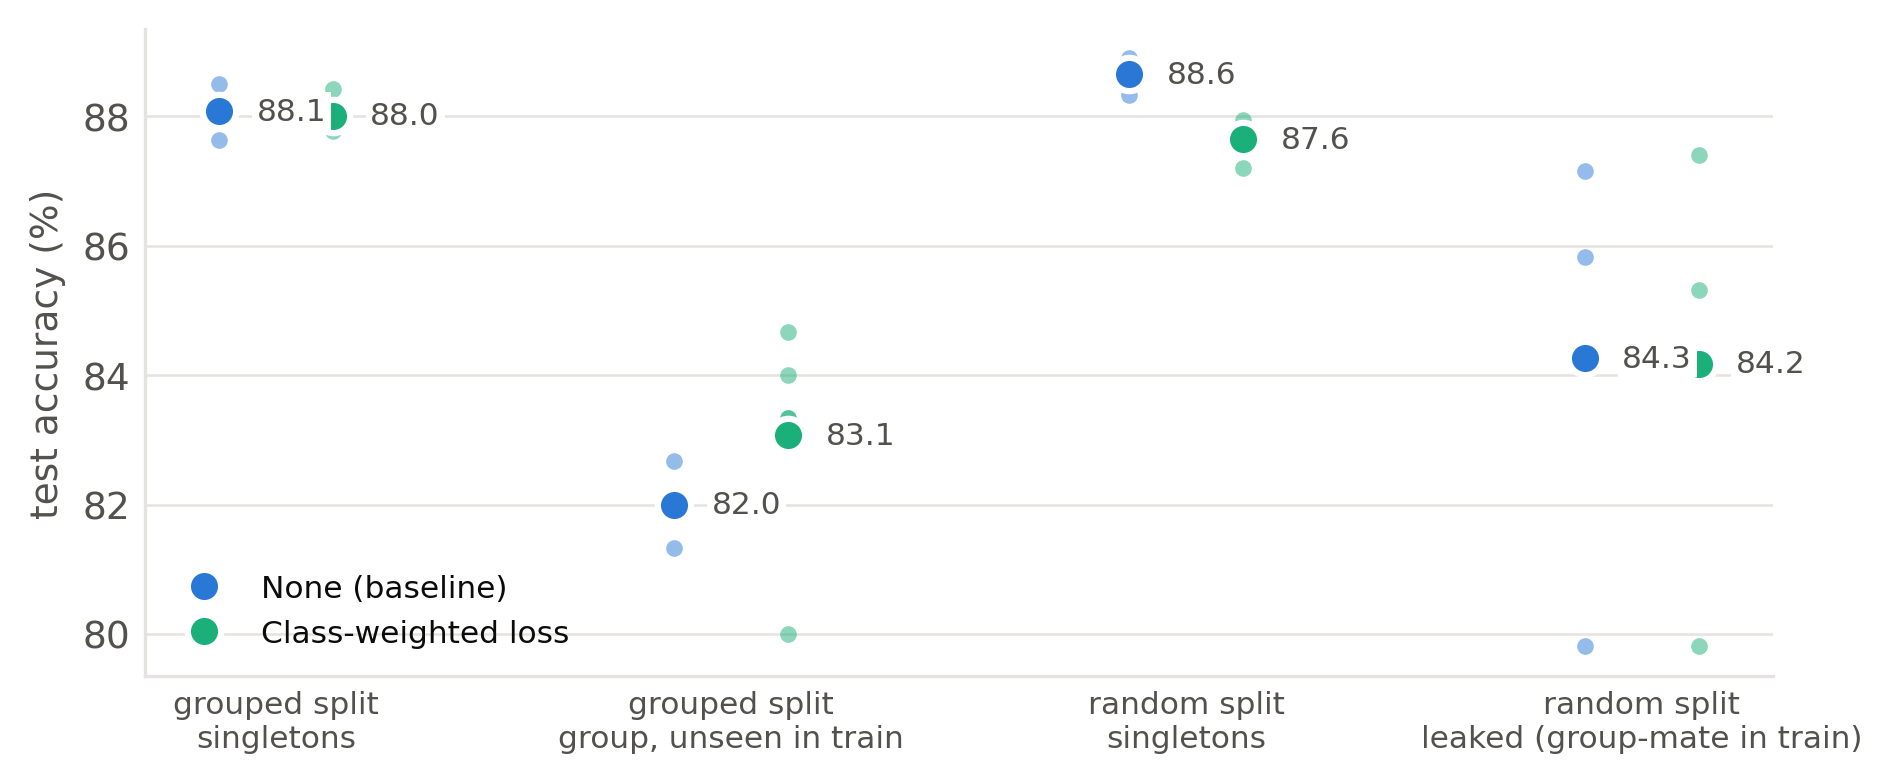 test accuracy (%)
88
86
84
82
80
88.1
88.0
82.0
83.1
88.6
87.6
84.3
84.2
None (baseline)
Class-weighted loss
grouped split
singletons
grouped split
group, unseen in train
random split
singletons
random split
leaked (group-mate in train)